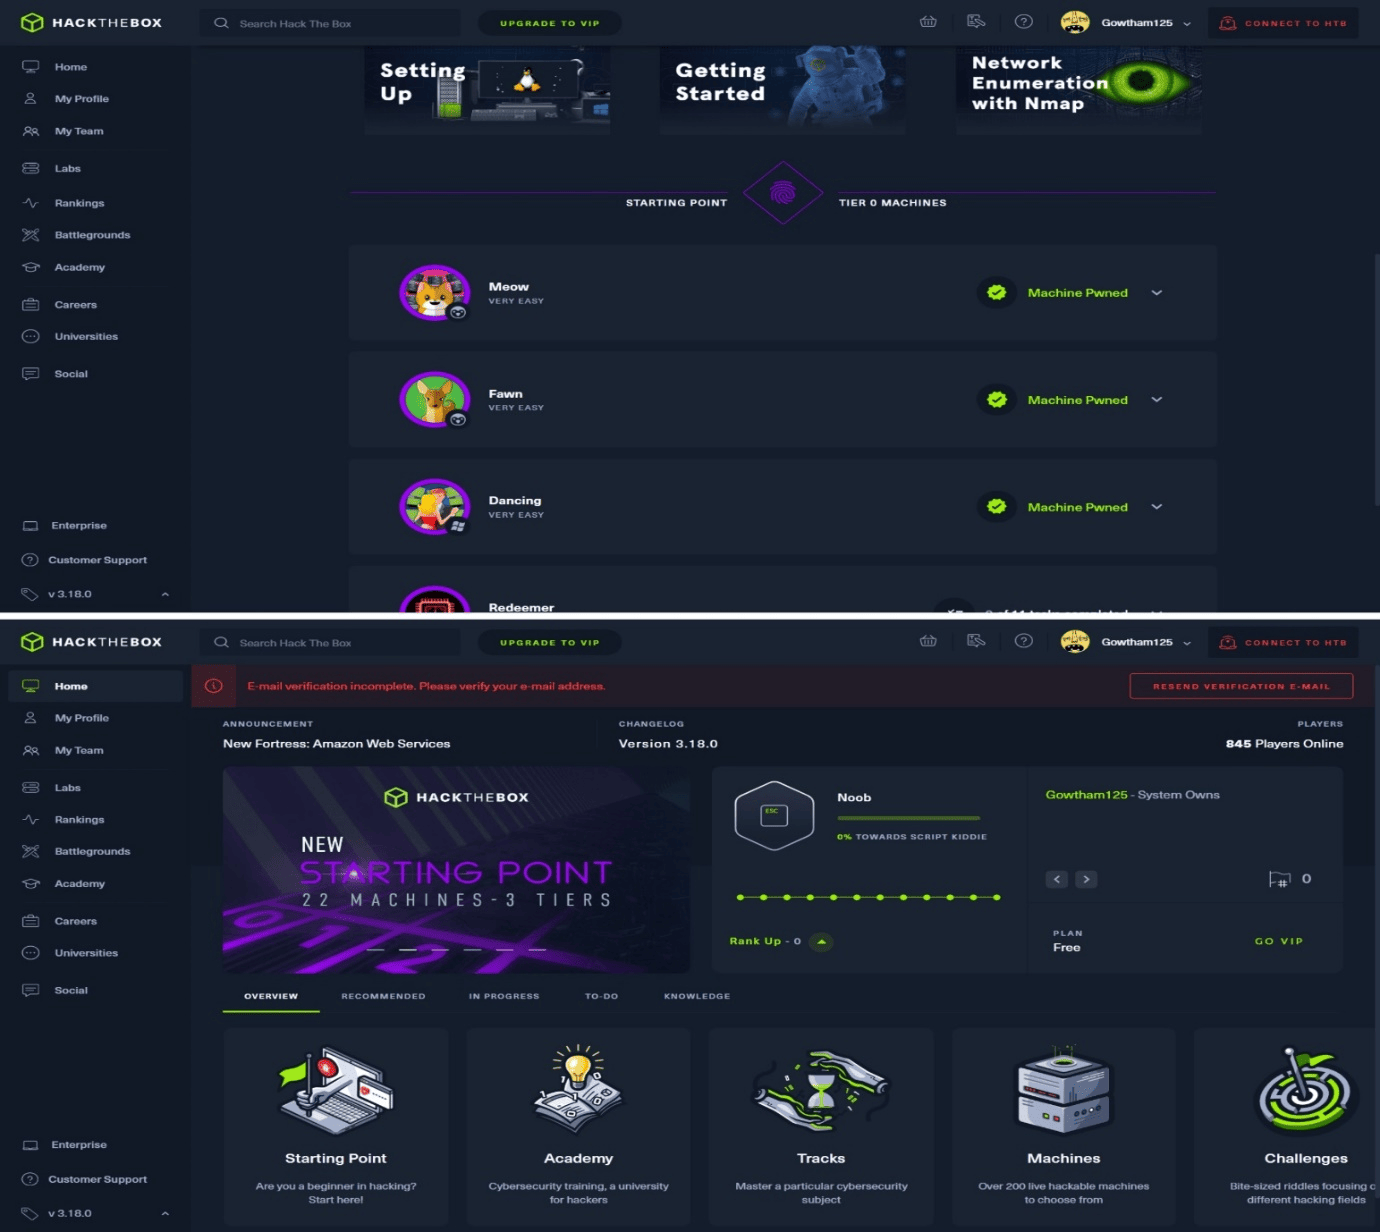 HACKTHEBOX
Search Hack The Box
UPGRADE TO VIP
Gowtham125
CONNECT TO HTB
Home
My Profile
My Team
Labs
Rankings
Battlegrounds
Academy
Careers
Universities
Social
Enterprise
Customer Support
v 3.18.0
Setting
Up
Getting
Started
Network
Enumeration
with Nmap
STARTING POINT
TIER 0 MACHINES
Meow
VERY EASY
Machine Pwned
Fawn
VERY EASY
Machine Pwned
Dancing
VERY EASY
Machine Pwned
Redeemer
of 11 tasks completed
HACKTHEBOX
Search Hack The Box
UPGRADE TO VIP
Gowtham125
CONNECT TO HTB
Home
My Profile
My Team
Labs
Rankings
Battlegrounds
Academy
Careers
Universities
Social
Enterprise
Customer Support
v 3.18.0
E-mail verification incomplete. Please verify your e-mail address.
RESEND VERIFICATION E-MAIL
ANNOUNCEMENT
New Fortress: Amazon Web Services
CHANGELOG
Version 3.18.0
PLAYERS
845 Players Online
HACKTHEBOX
NEW
STARTING POINT
22 MACHINES-3 TIERS
ESC
Noob
0% TOWARDS SCRIPT KIDDIE
Rank Up - 0
Gowtham125 - System Owns
0
PLAN
Free
GO VIP
OVERVIEW
RECOMMENDED
IN PROGRESS
TO-DO
KNOWLEDGE
Starting Point
Are you a beginner in hacking?
Start here!
Academy
Cybersecurity training, a university
for hackers
Tracks
Master a particular cybersecurity
subject
Machines
Over 200 live hackable machines
to choose from
Challenges
Bite-sized riddles focusing
different hacking fields